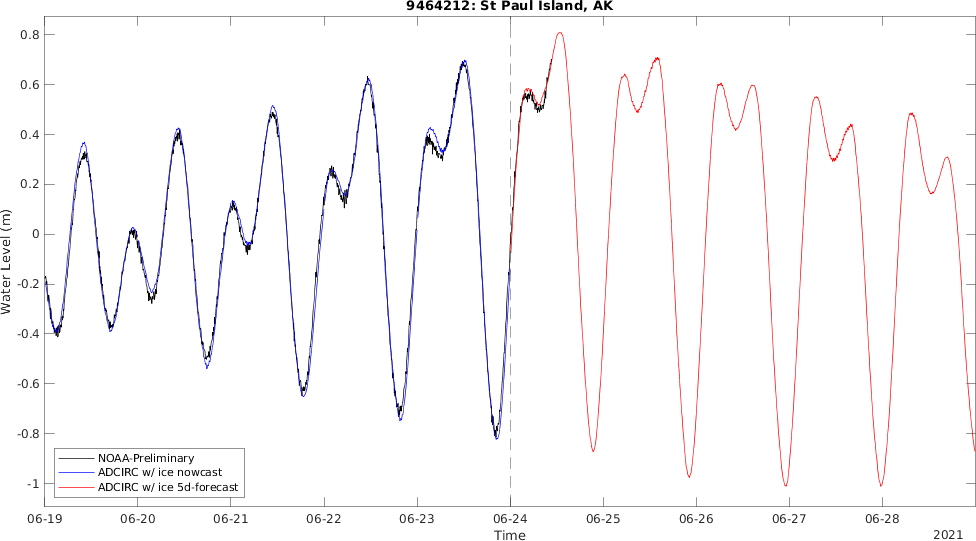 9464212: St Paul Island, AK
Water Level (m)
0.8
0.6
0.4
0.2
0
-0.2
-0.4
-0.6
-0.8
-1
NOAA-Preliminary
ADCIRC w/ ice nowcast
ADCIRC w/ ice 5d-forecast
06-19 06-20 06-21 06-22 06-23 06-24 06-25 06-26 06-27 06-28
Time
2021